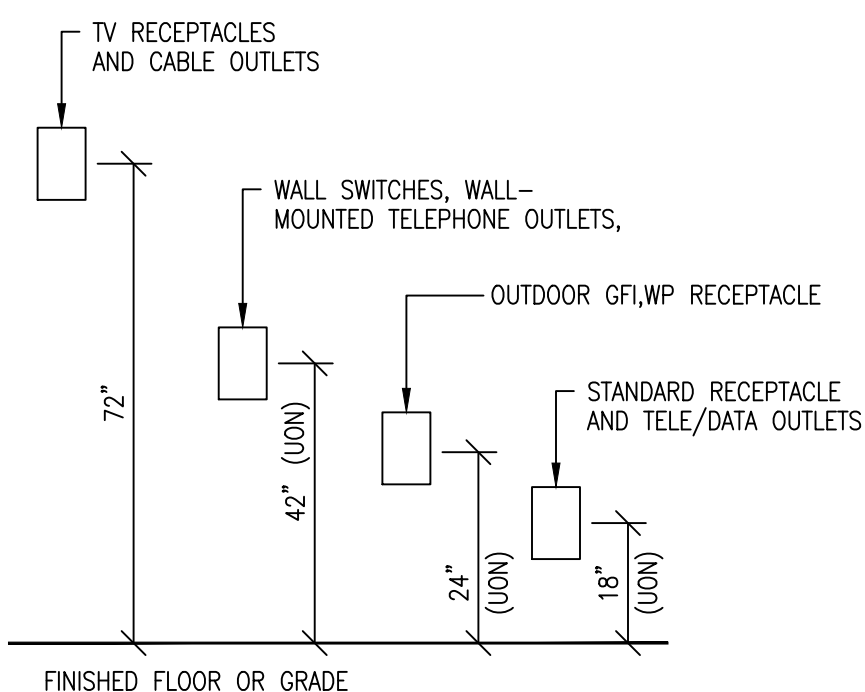 TV RECEPTACLES
AND CABLE OUTLETS
WALL SWITCHES, WALL-
MOUNTED TELEPHONE OUTLETS,
OUTDOOR GFI,WP RECEPTACLE
STANDARD RECEPTACLE
AND TELE/DATA OUTLETS
72"
42" (UON)
24"
(UON)
18"
(UON)
FINISHED FLOOR OR GRADE